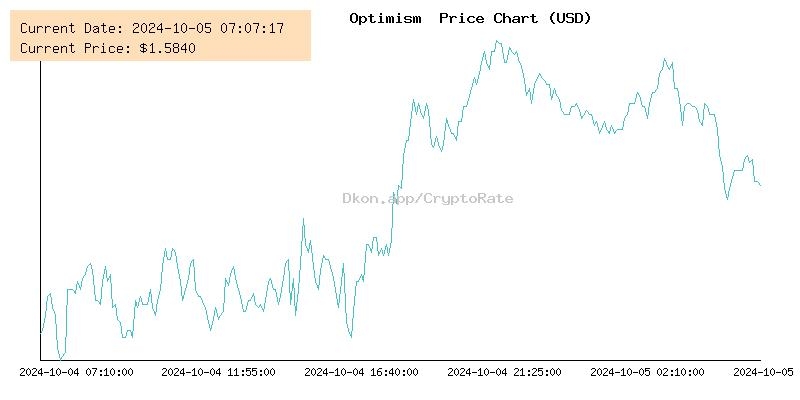 Optimism  Price Chart (USD)
Current Date: 2024-10-05 07:07:17
Current Price: $1.5840
Dkon.app/CryptoRate
2024-10-04 07:10:00 2024-10-04 11:55:00 2024-10-04 16:40:00 2024-10-04 21:25:00 2024-10-05 02:10:00 2024-10-05